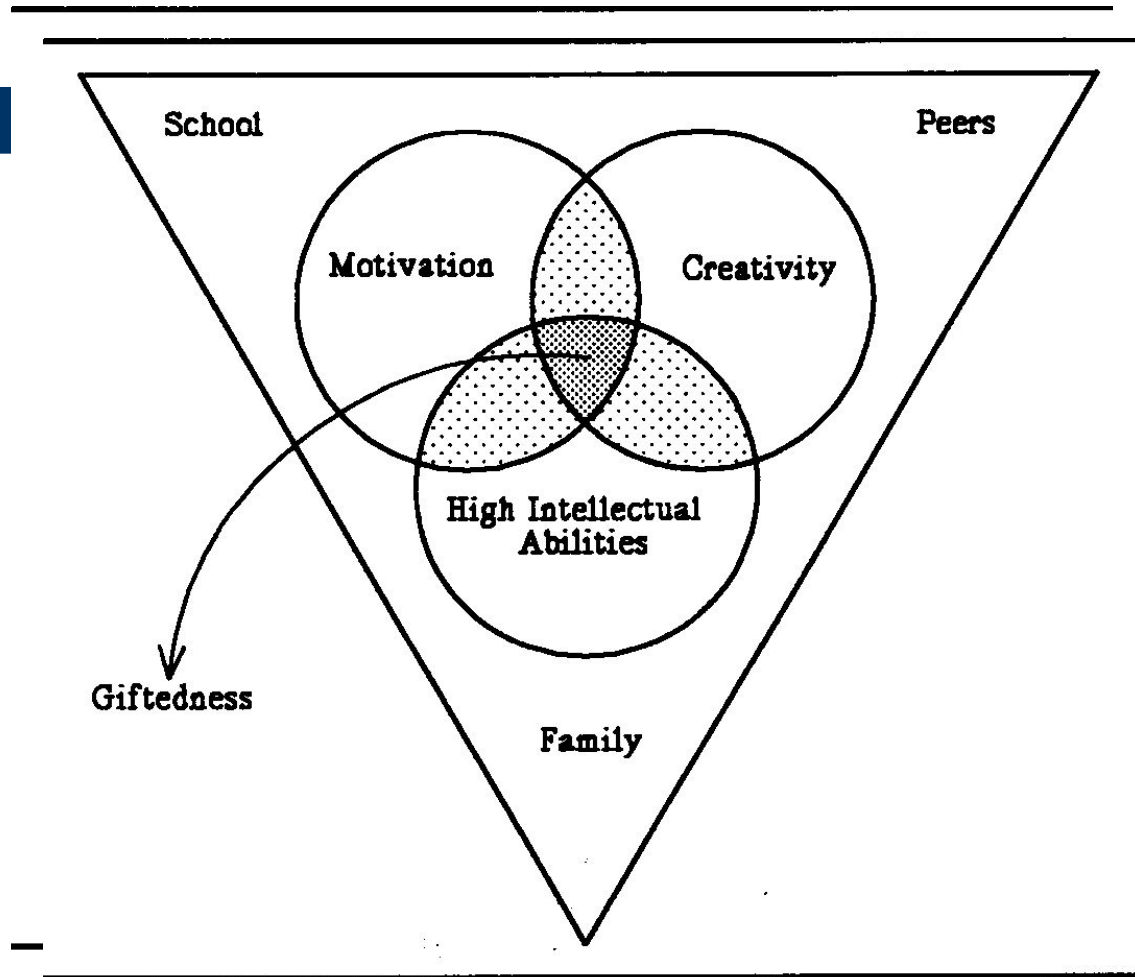 School
Peers
Motivation
Creativity
High Intellectual
Abilities
Giftedness
Family